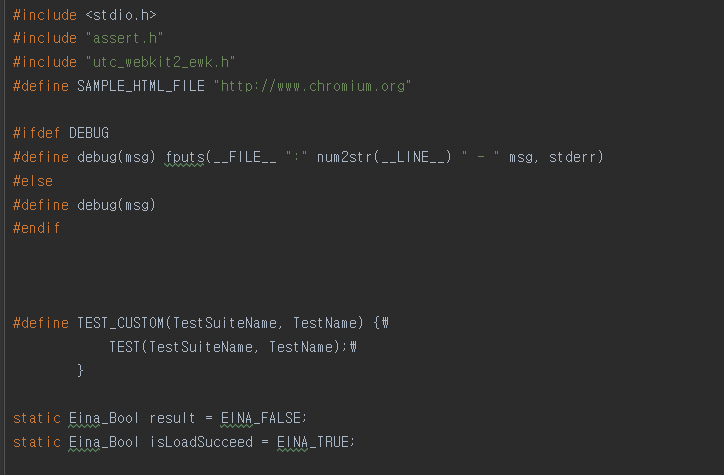 #include <stdio.h>
#include "assert.h"
#include "utc_webkit2_ewk.h"
#define SAMPLE_HTML_FILE "http://www.chromium.org"
#ifdef DEBUG
#define debug(msg) fputs(__FILE__ ":" num2str(__LINE__) " - " msg, stderr)
#else
#define debug(msg)
#endif
#define TEST_CUSTOM(TestSuiteName, TestName) {₩
TEST(TestSuiteName, TestName);₩
}
static Eina_Bool result = EINA_FALSE;
static Eina_Bool isLoadSucceed = EINA_TRUE;